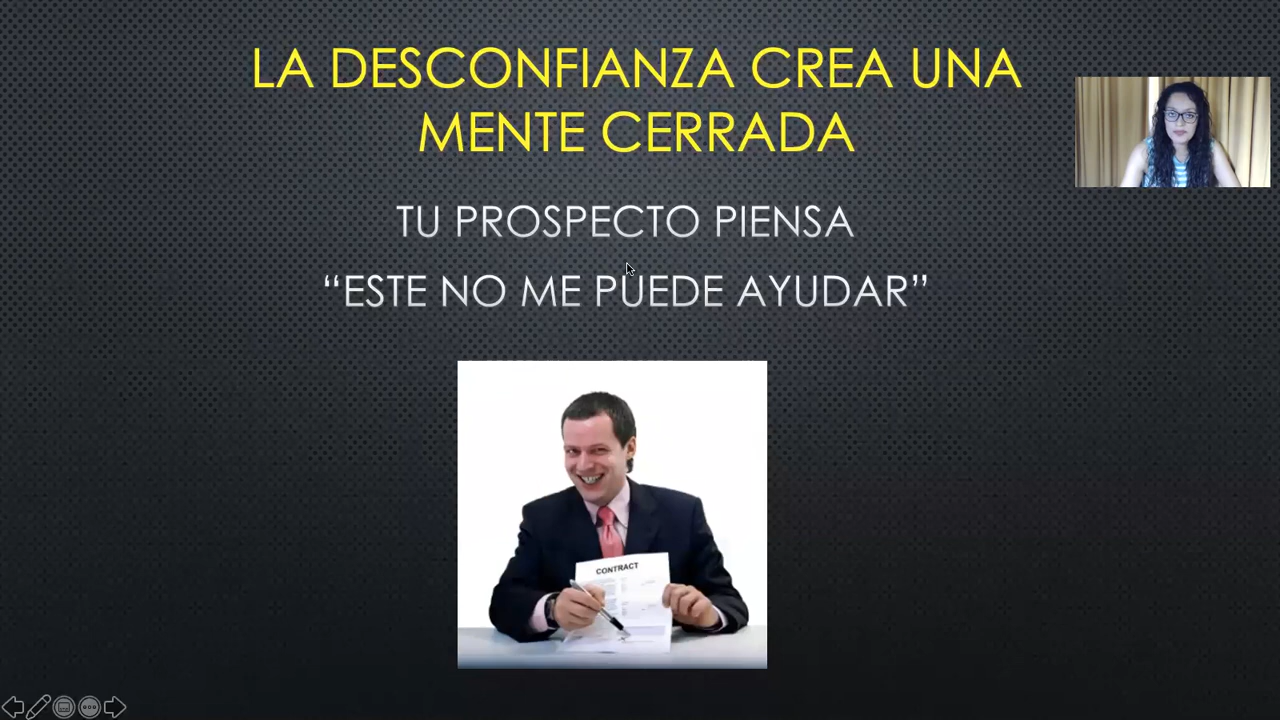 LA DESCONFIANZA CREA UNA
MENTE CERRADA
TU PROSPECTO PIENSA
“ESTE NO ME PUEDE AYUDAR”
CONTRACT